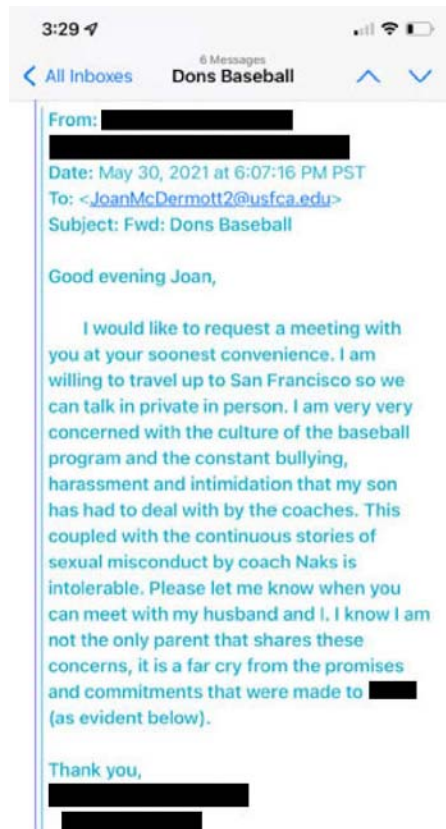 3:29
6 Messages
All Inboxes Dons Baseball
From:
Date: May 30, 2021 at 6:07:16 PM PST
To: <JoanMcDermott2@usfca.edu>
Subject: Fwd: Dons Baseball
Good evening Joan,
I would like to request a meeting with
you at your soonest convenience. I am
willing to travel up to San Francisco so we
can talk in private in person. I am very very
concerned with the culture of the baseball
program and the constant bullying,
harassment and intimidation that my son
has had to deal with by the coaches. This
coupled with the continuous stories of
sexual misconduct by coach Naks is
intolerable. Please let me know when you
can meet with my husband and I. I know I am
not the only parent that shares these
concerns, it is a far cry from the promises
and commitments that were made to
(as evident below).
Thank you,